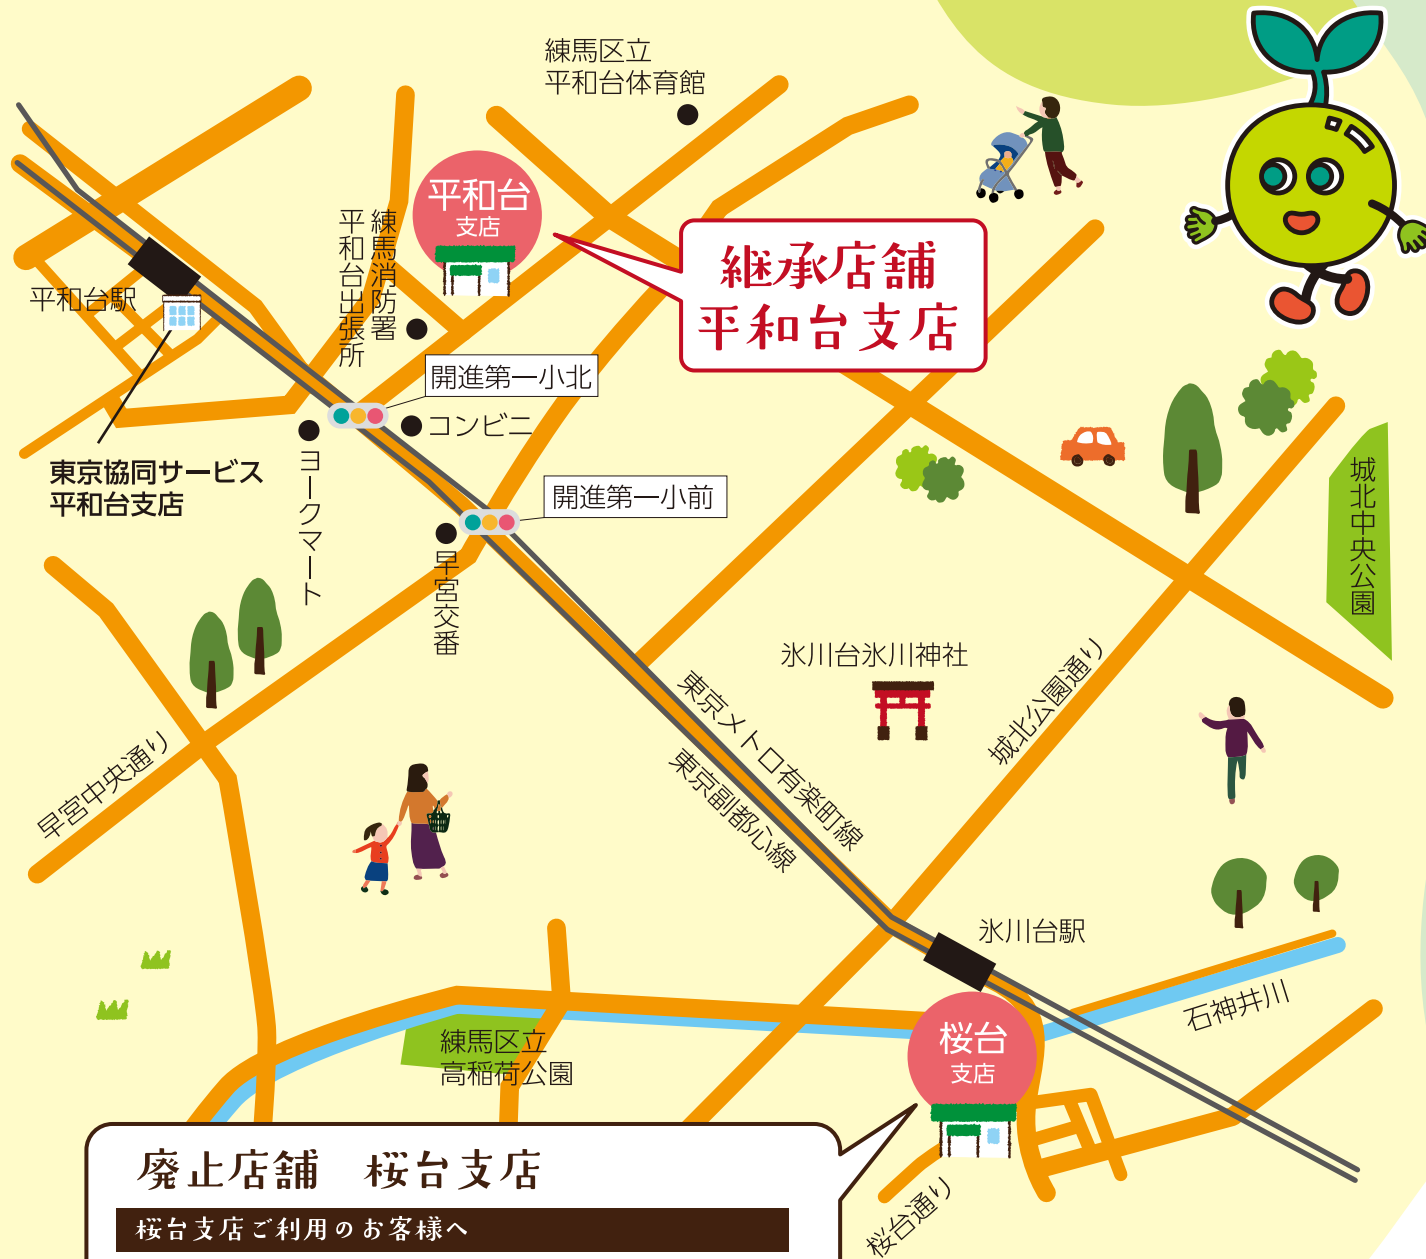 練馬区立
平和台体育館
平和台
支店
継承店舗
平和台支店
練馬消防署
平和台出張所
平和台駅
開進第一小北
コンビニ
東京協同サービス
平和台支店
ヨークマート
開進第一小前
早宮交番
城北中央公園
氷川台氷川神社
城北公園通り
東京メトロ有楽町線
東京副都心線
早宮中央通り
氷川台駅
石神井川
練馬区立
高稲荷公園
桜台
支店
桜台通り
廃止店舗 桜台支店
桜台支店ご利用のお客様へ